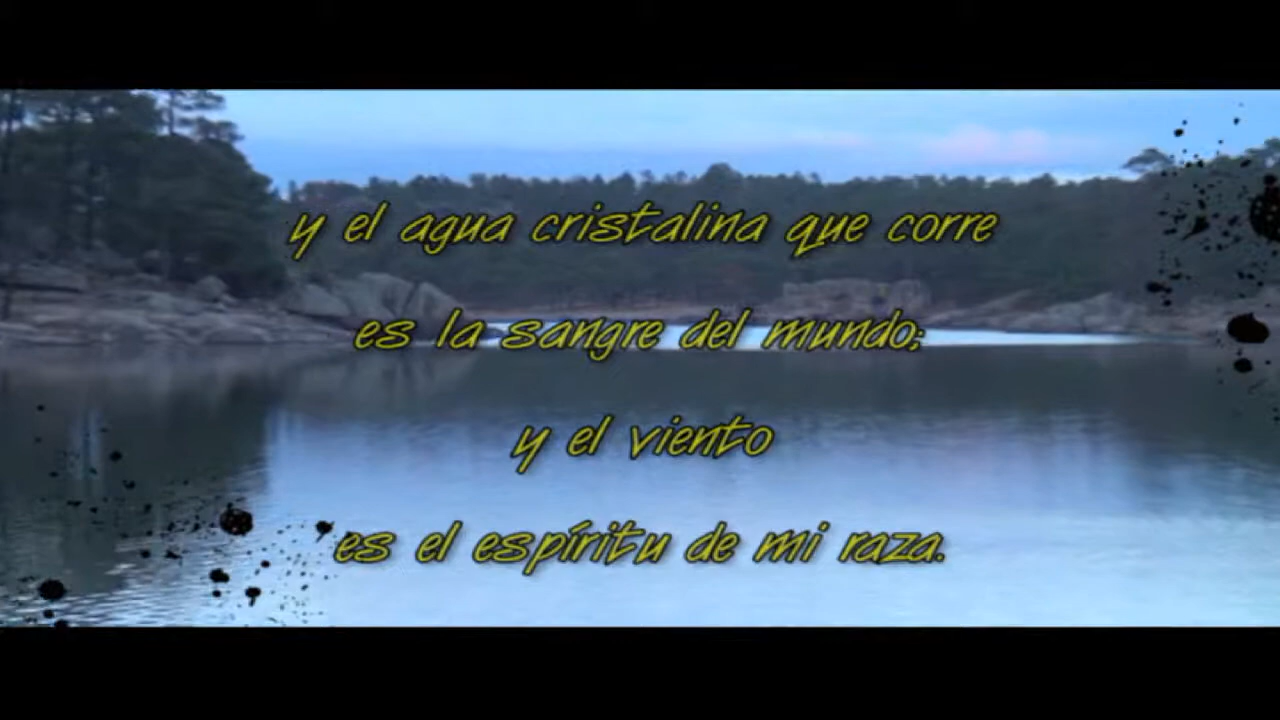 y el agua cristalina que corre
es la sangre del mundo;
y el viento
es el espíritu de mi raza.